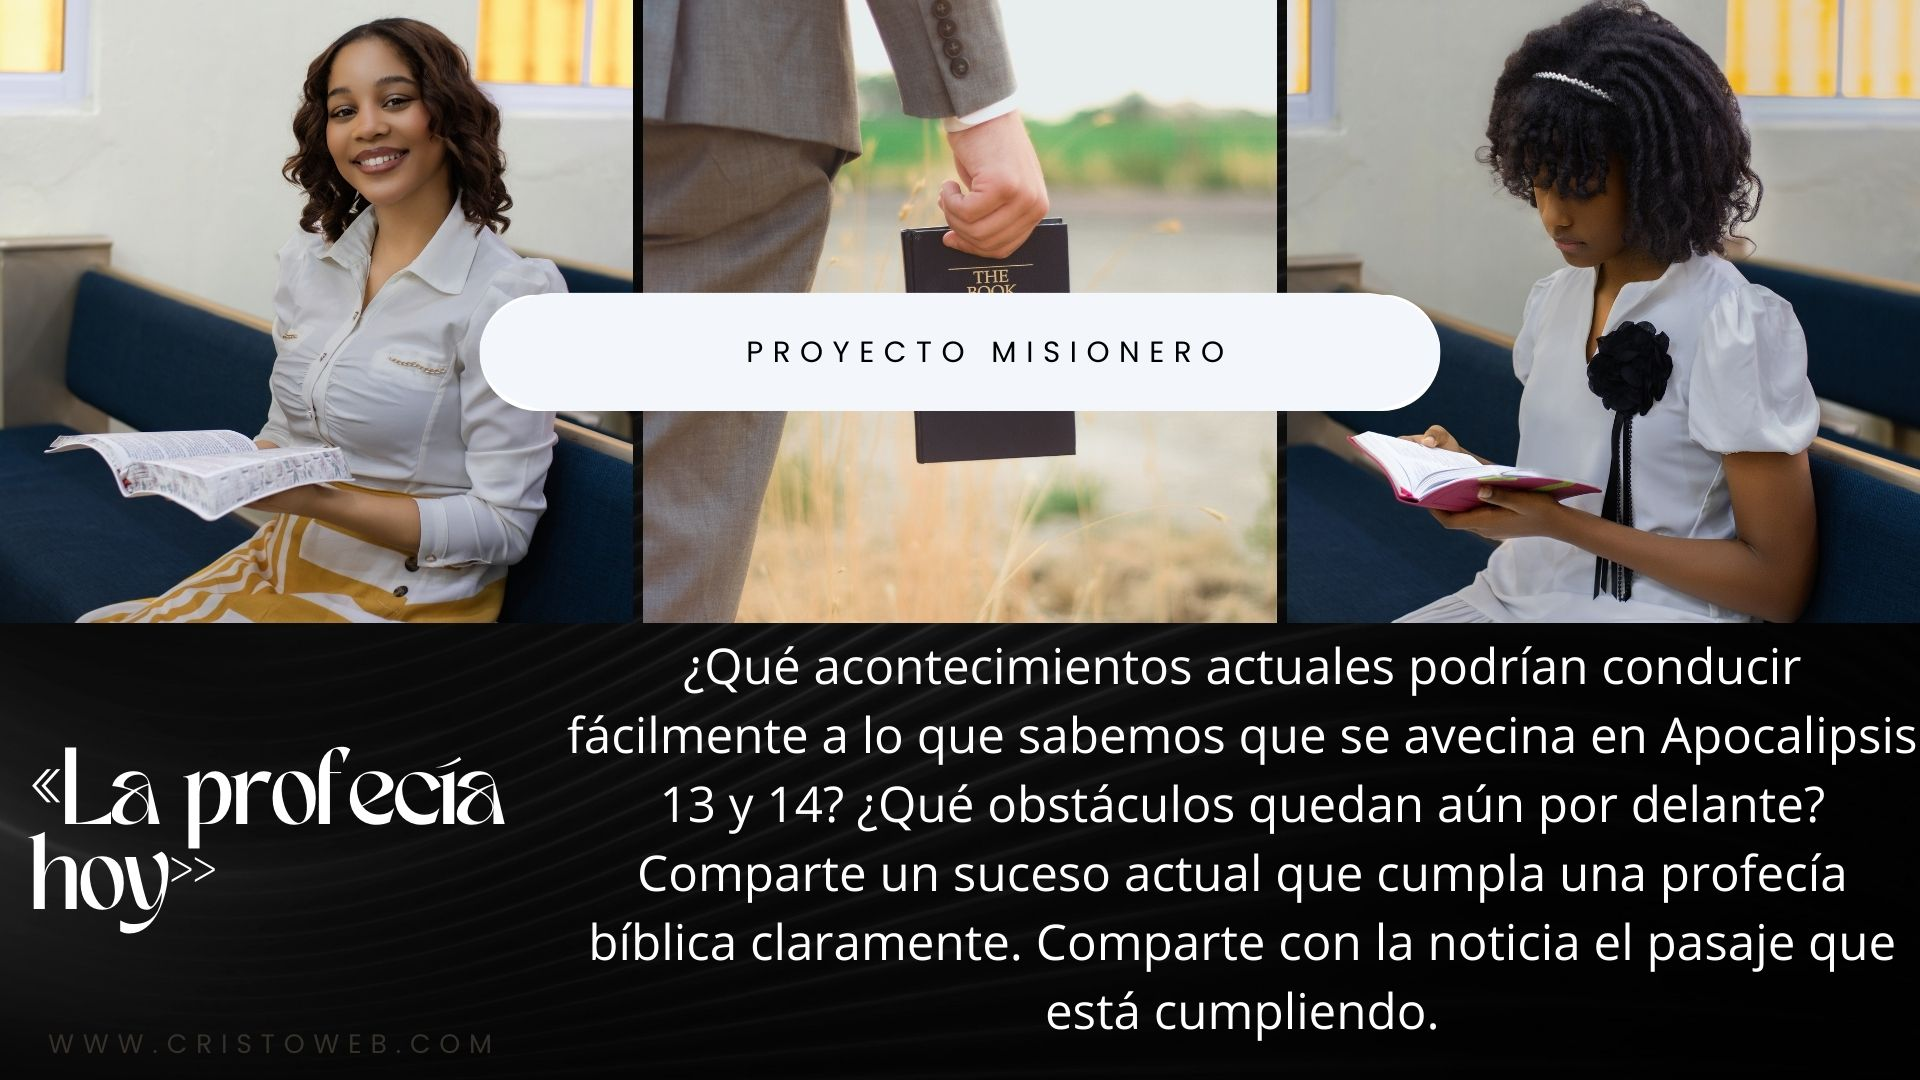 THE
BOOK
PROYECTO MISIONERO
«La profecía
hoy>>
¿Qué acontecimientos actuales podrían conducir
fácilmente a lo que sabemos que se avecina en Apocalipsis
13 y 14? ¿Qué obstáculos quedan aún por delante?
Comparte un suceso actual que cumpla una profecía
bíblica claramente. Comparte con la noticia el pasaje que
está cumpliendo.
WWW.CRISTOWEB.COM